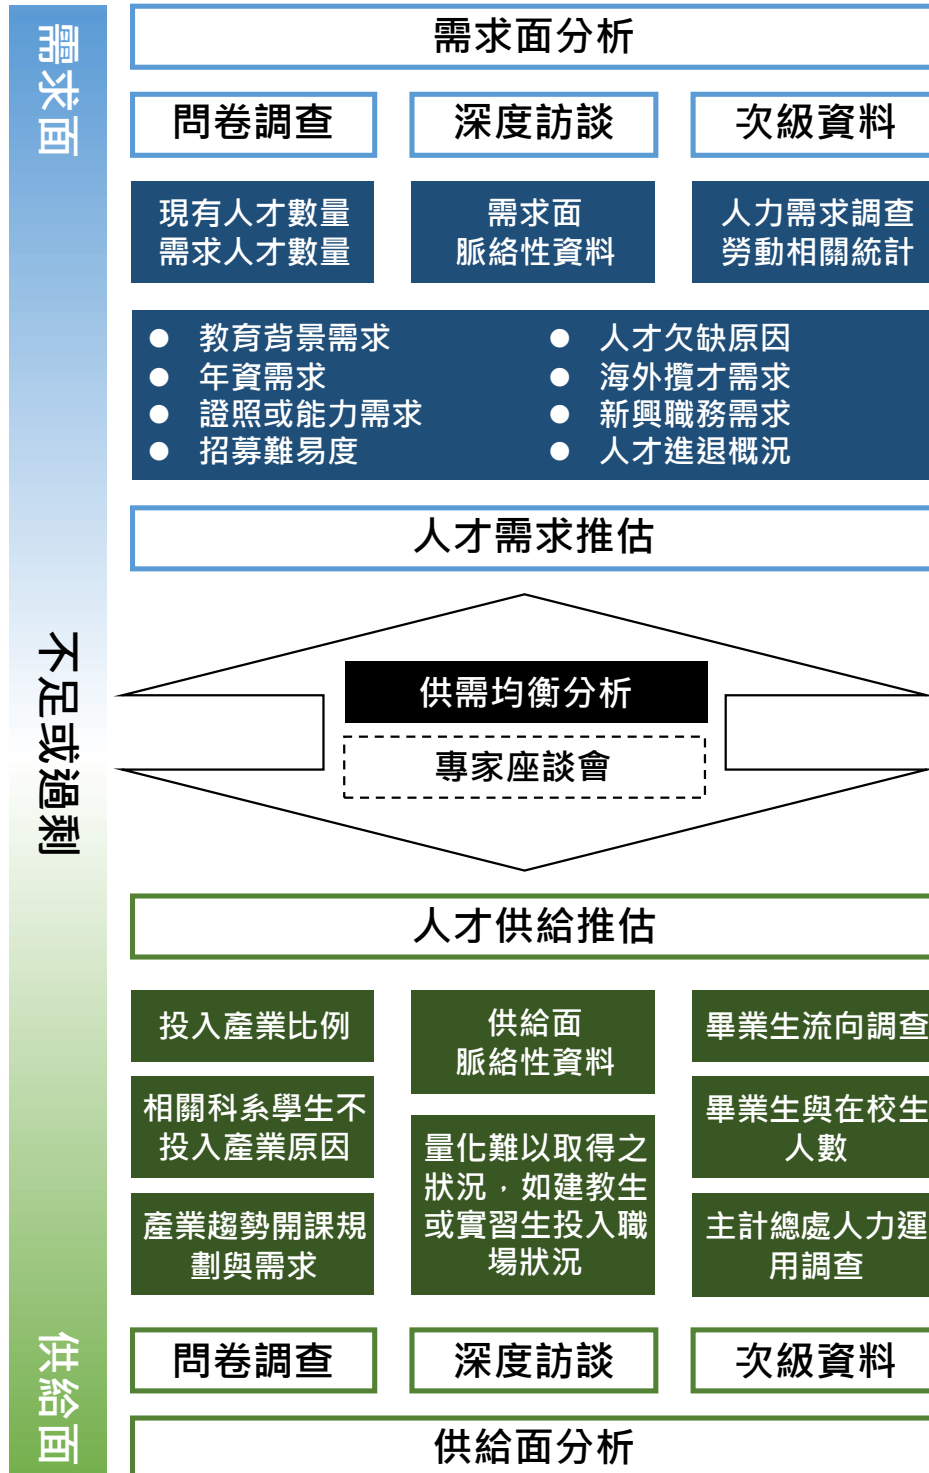 需求面
需求面分析
問卷調查
深度訪談
次級資料
現有人才數量
需求人才數量
需求面
脈絡性資料
人力需求調查
勞動相關統計
● 教育背景需求
● 年資需求
● 證照或能力需求
● 招募難易度
● 人才欠缺原因
● 海外攬才需求
● 新興職務需求
● 人才進退概況
人才需求推估
不足或過剩
供需均衡分析
專家座談會
人才供給推估
投入產業比例
相關科系學生不
投入產業原因
產業趨勢開課規
劃與需求
供給面
脈絡性資料
量化難以取得之
狀況，如建教生
或實習生投入職
場狀況
畢業生流向調查
畢業生與在校生
人數
主計總處人力運
用調查
供給面
問卷調查
深度訪談
次級資料
供給面分析